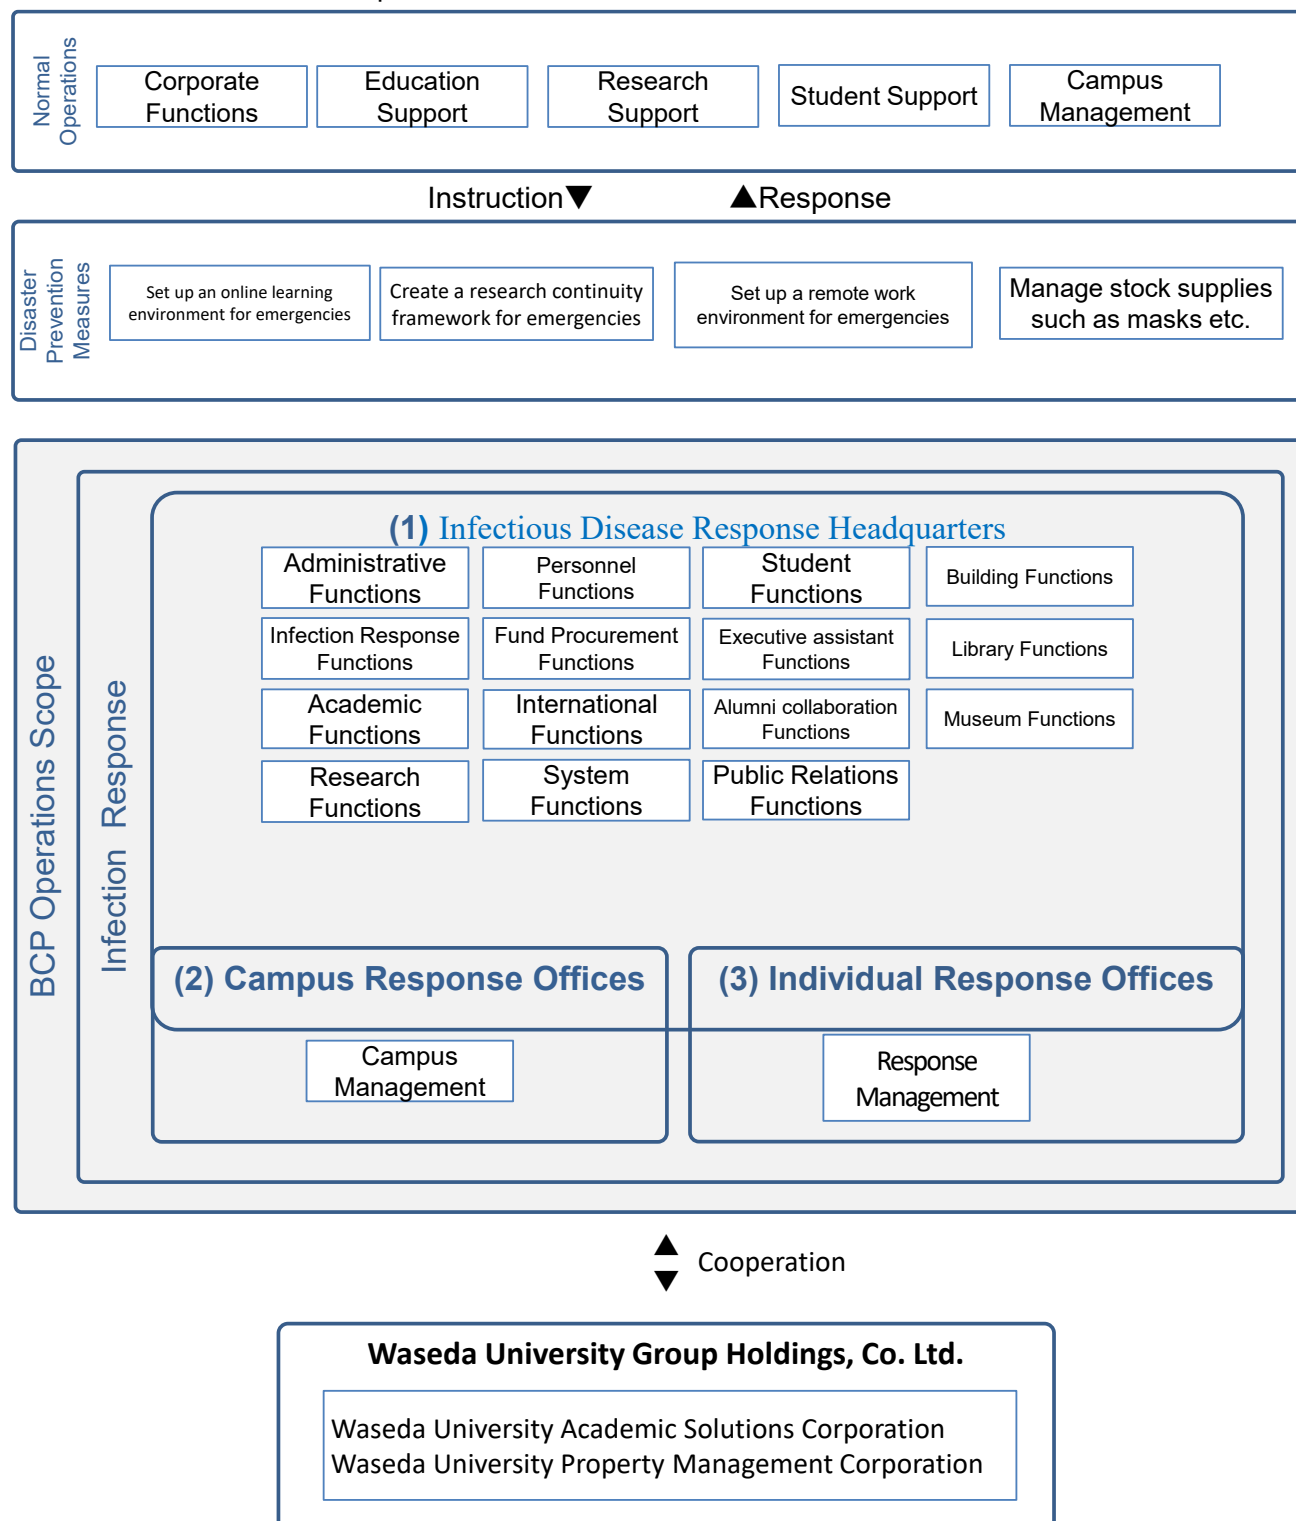 Normal
Operations
Corporate
Functions
Education
Support
Research
Support
Student Support
Campus
Management
Instruction▼
▲Response
Disaster
Prevention
Measures
Set up an online learning
environment for emergencies
Create a research continuity
framework for emergencies
Set up a remote work
environment for emergencies
Manage stock supplies
such as masks etc.
BCP Operations Scope
Infection Response
(1) Infectious Disease Response Headquarters
Administrative
Functions
Personnel
Functions
Student
Functions
Building Functions
Infection Response
Functions
Fund Procurement
Functions
Executive assistant
Functions
Library Functions
Academic
Functions
International
Functions
Alumni collaboration
Functions
Museum Functions
Research
Functions
System
Functions
Public Relations
Functions
(2) Campus Response Offices
(3) Individual Response Offices
Campus
Management
Response
Management
▲
▼
Cooperation
Waseda University Group Holdings, Co. Ltd.
Waseda University Academic Solutions Corporation
Waseda University Property Management Corporation